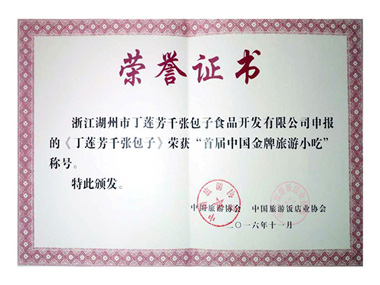 荣誉证书
浙江湖州市丁莲芳千张包子食品开发有限公司申报
的《丁莲芳千张包子》荣获“首届中国金牌旅游小吃”
称号。
特此颁发。
中国旅游协会 中国旅游饭店业协会
二〇一六年十一月